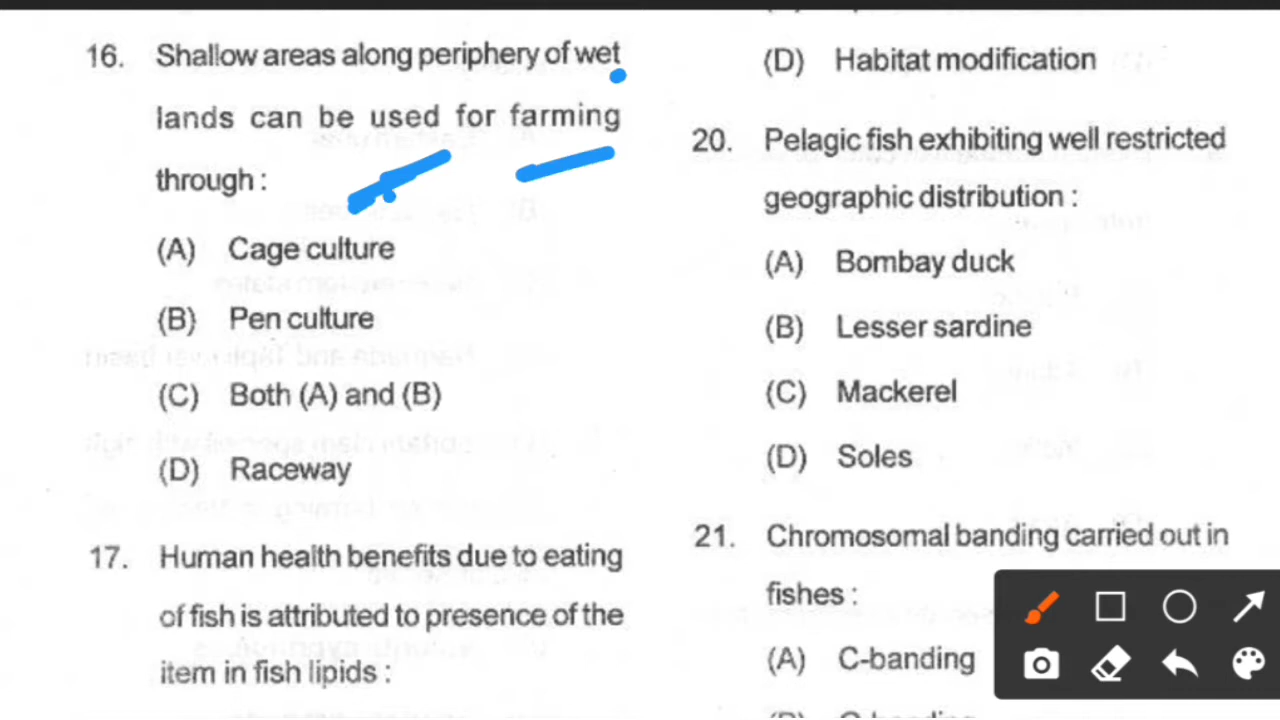 16. Shallow areas along periphery of wet
lands can be used for farming
through :
(A) Cage culture
(B) Pen culture
(C) Both (A) and (B)
(D) Raceway
17. Human health benefits due to eating
of fish is attributed to presence of the
item in fish lipids :
(D) Habitat modification
20. Pelagic fish exhibiting well restricted
geographic distribution :
(A) Bombay duck
(B) Lesser sardine
(C) Mackerel
(D) Soles
21. Chromosomal banding carried out in
fishes :
(A) C-banding